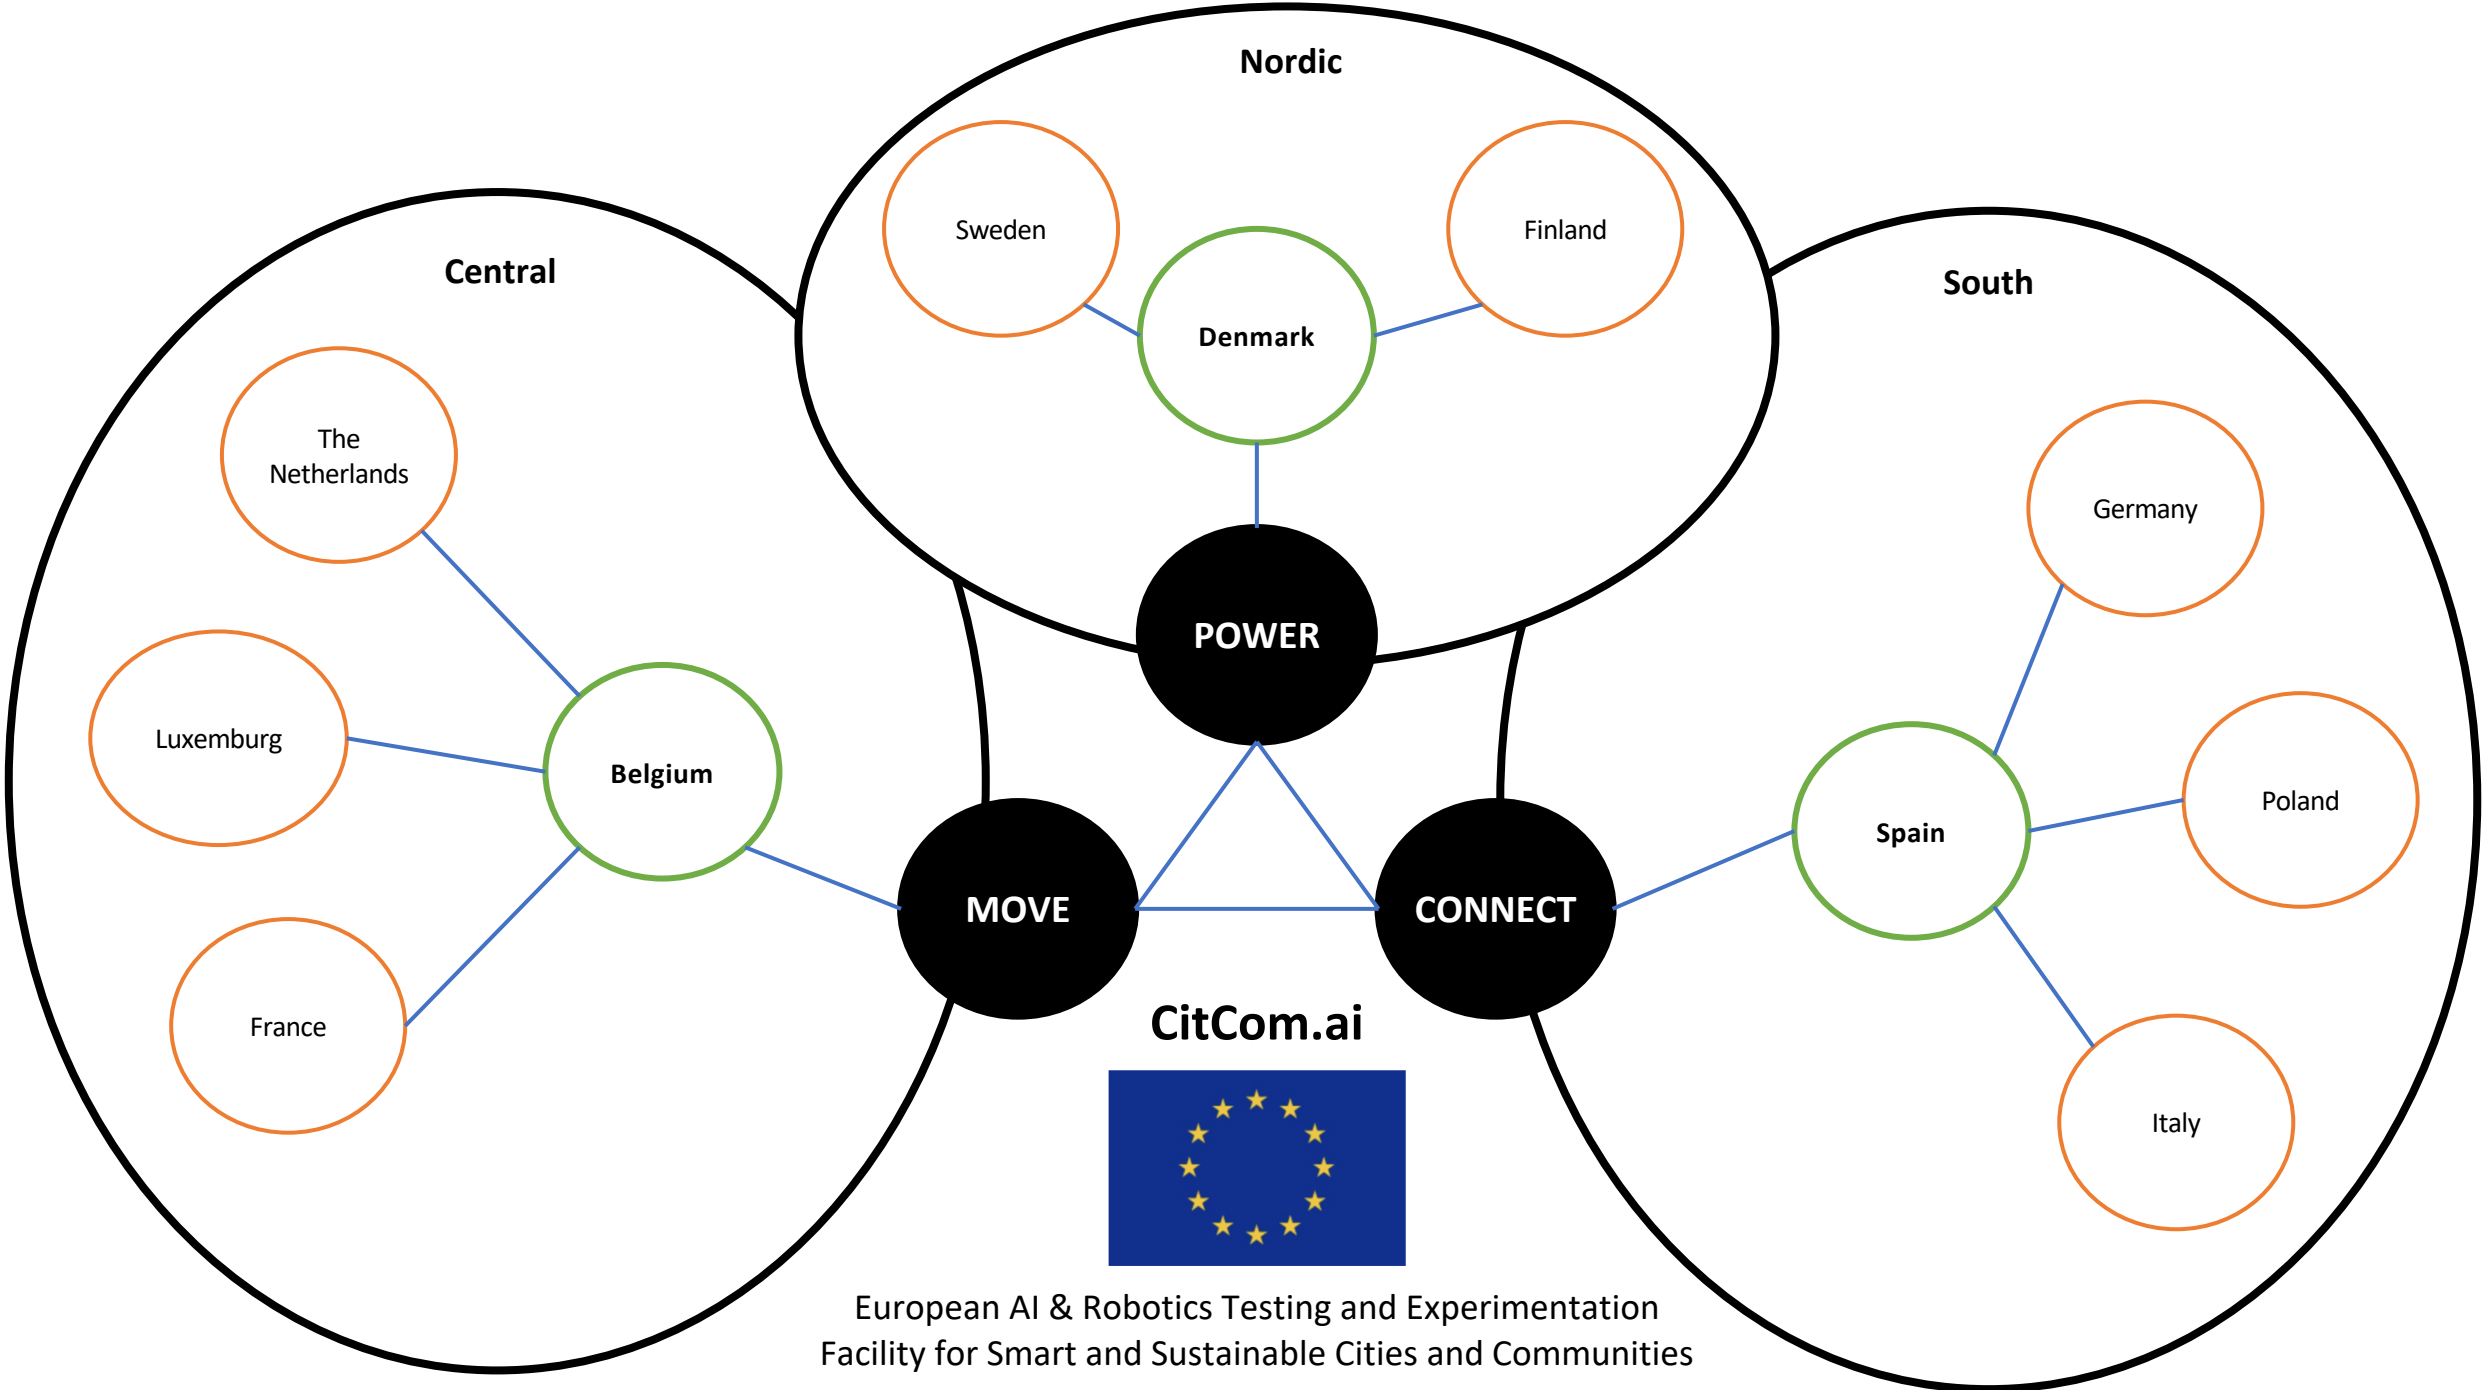 Nordic
Sweden
Finland
Denmark
Central
The
Netherlands
Luxemburg
Belgium
France
South
Germany
Poland
Spain
Italy
POWER
MOVE
CONNECT
CitCom.ai
European AI & Robotics Testing and Experimentation
Facility for Smart and Sustainable Cities and Communities